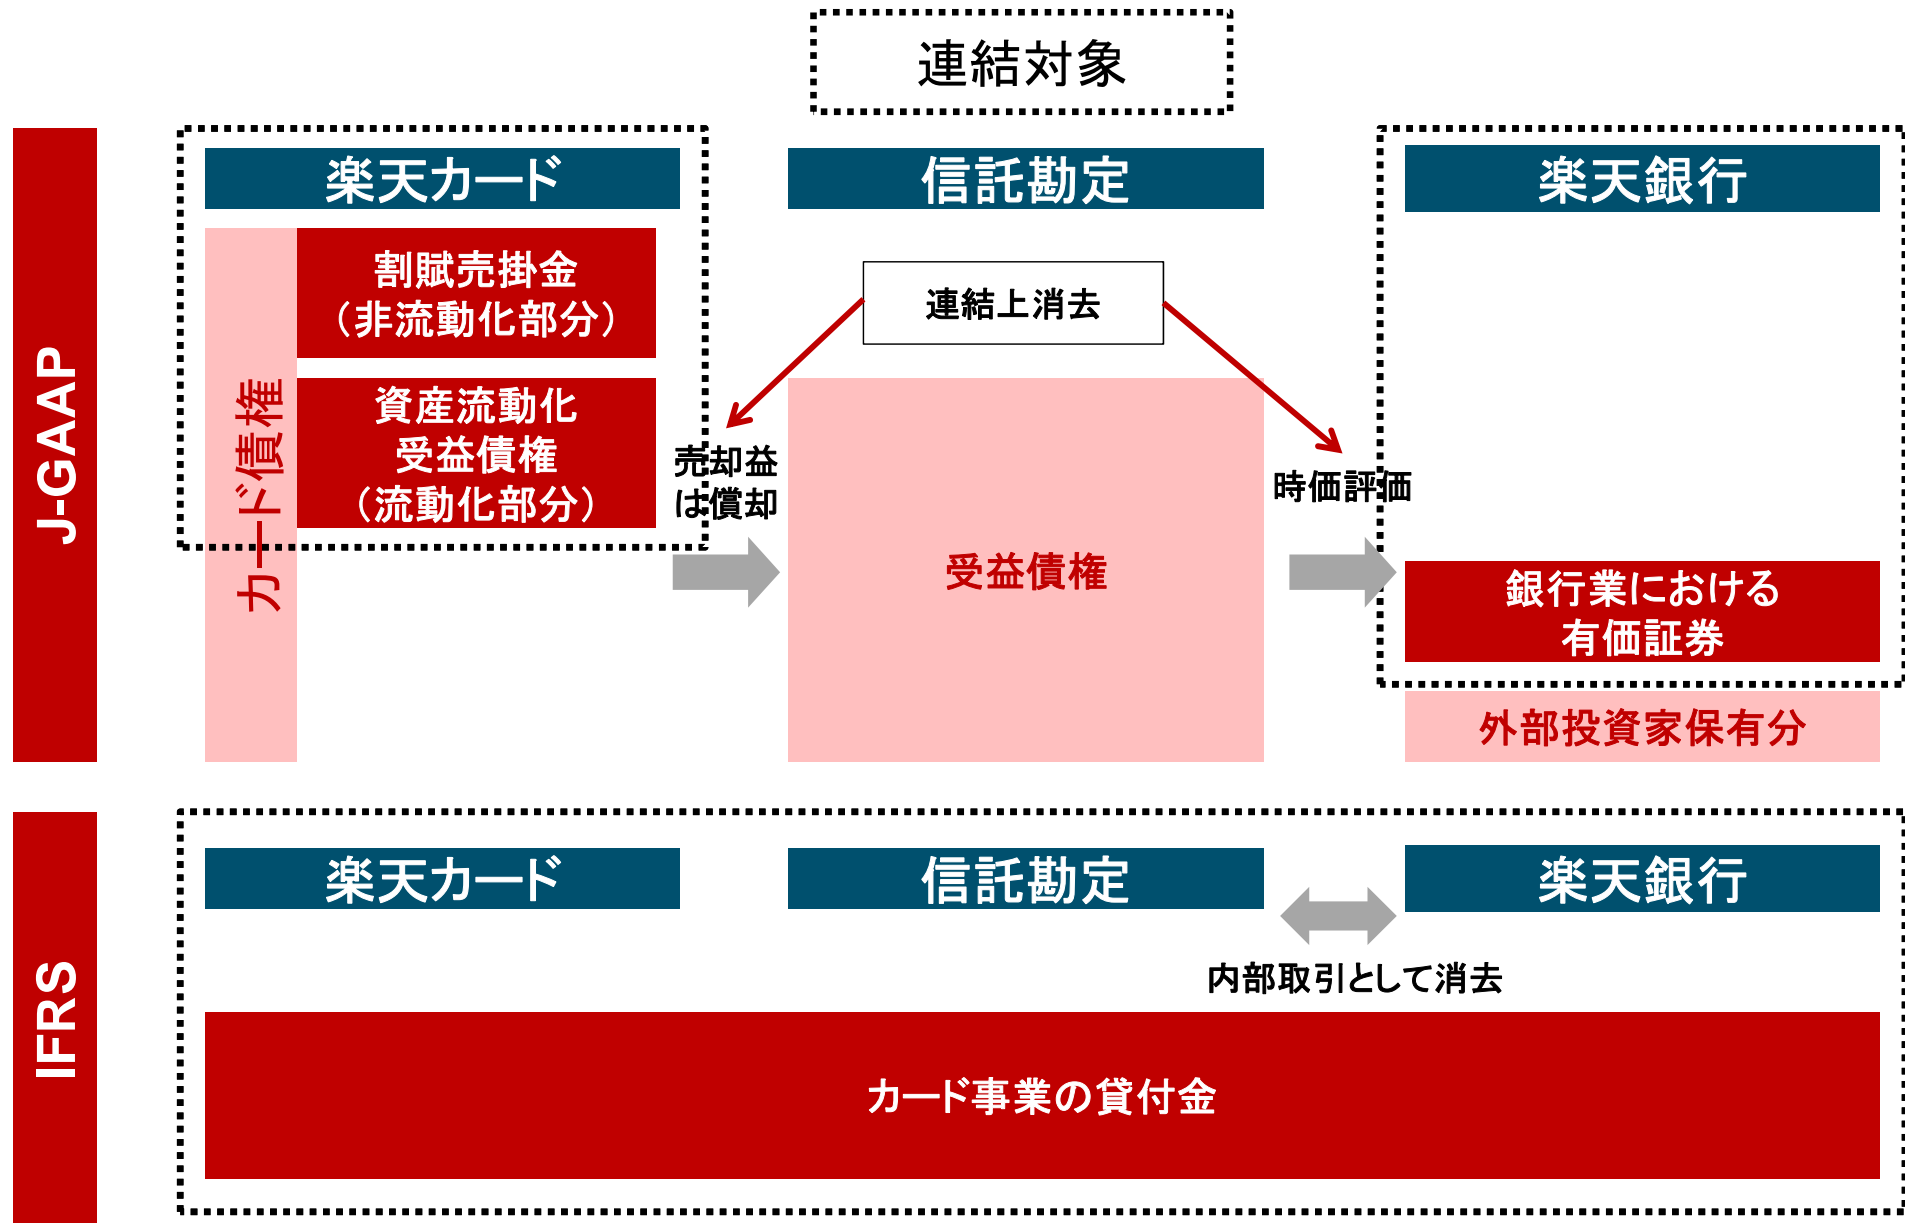 連結対象
J-GAAP
楽天カード
信託勘定
楽天銀行
カード債権
割賦売掛金
（非流動化部分）
資産流動化
受益債権
（流動化部分）
連結上消去
売却益
は償却
時価評価
受益債権
銀行業における
有価証券
外部投資家保有分
IFRS
楽天カード
信託勘定
楽天銀行
内部取引として消去
カード事業の貸付金